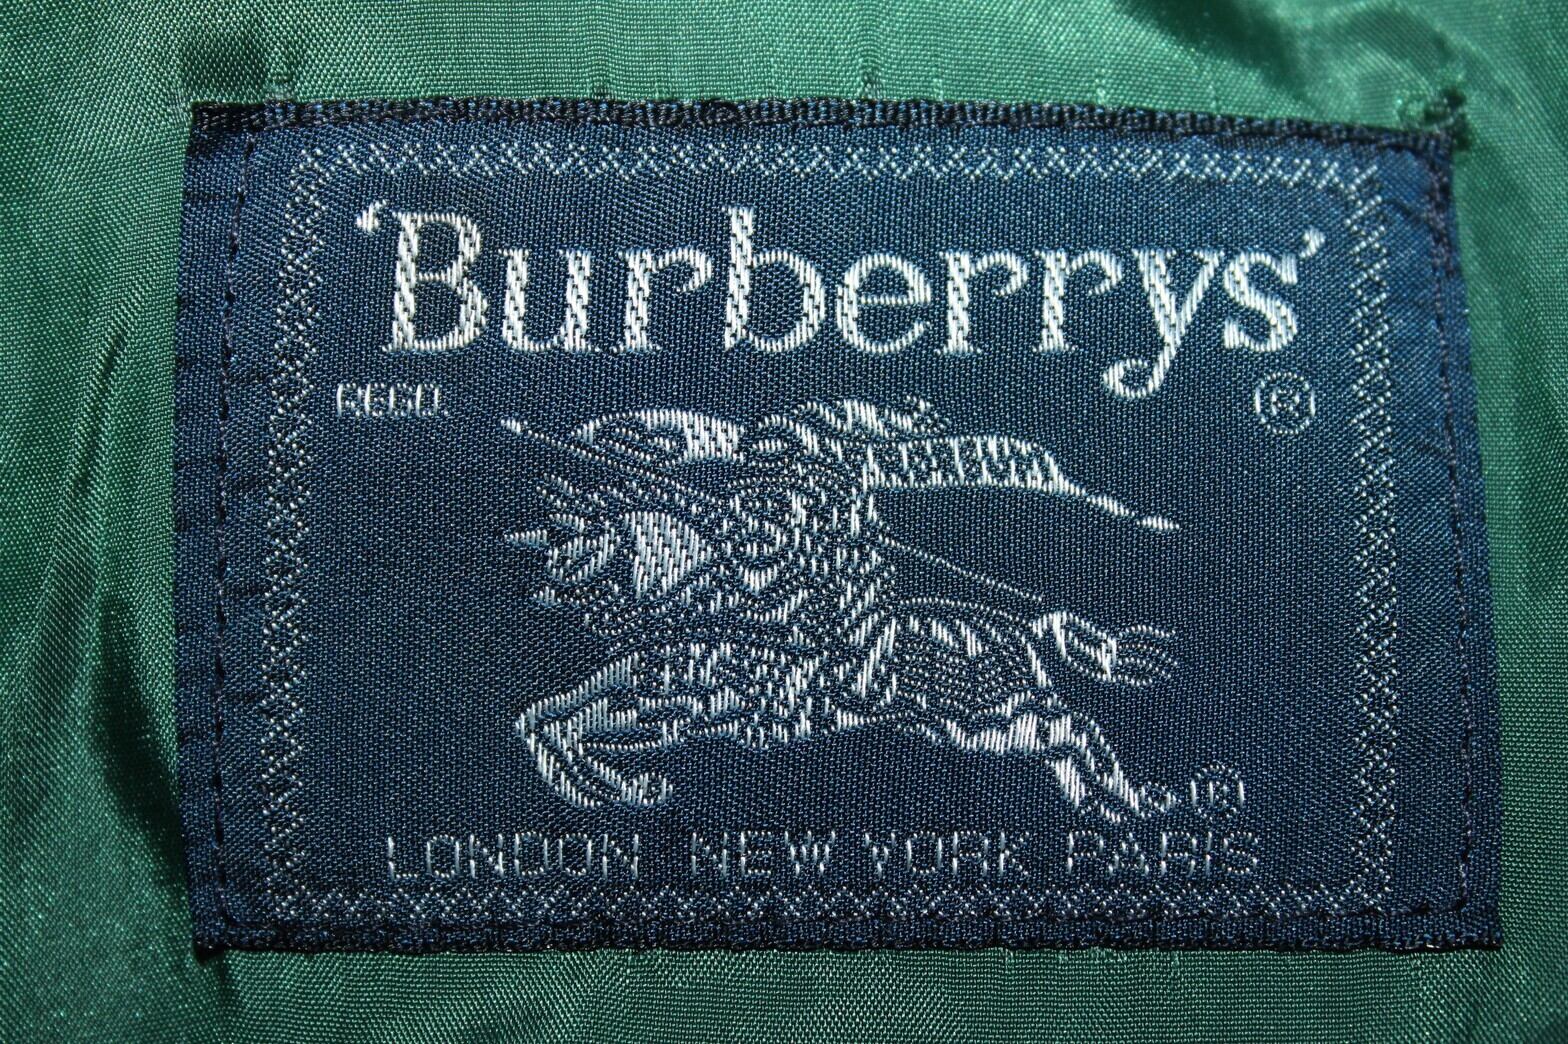 ‘Burberrys’
REGD. ®
®
LONDON NEW YORK PARIS